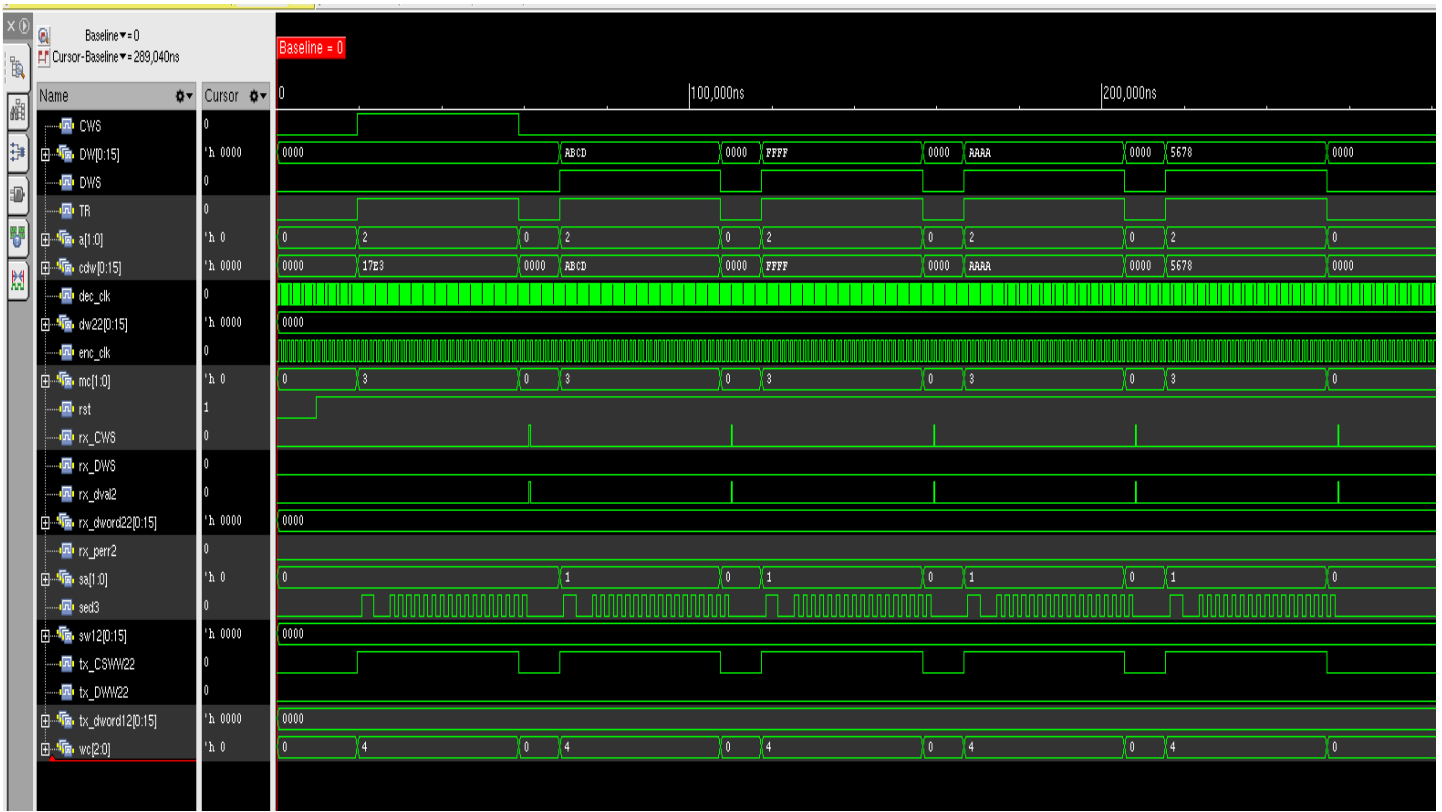 Baseline▼=0
Cursor-Baseline▼=289,040ns
Baseline = 0
Name Cursor 0 100,000ns 200,000ns
CWS 0
DW[0:15] 'h 0000 0000 ABCD 0000 FFFF 0000 AAAA 0000 5678 0000
DWS 0
TR 0
a[1:0] 'h 0 0 2 0 2 0 2 0 2 0 2 0
cdw[0:15] 'h 0000 0000 17E3 0000 ABCD 0000 FFFF 0000 AAAA 0000 5678 0000
dec_clk 0
dw22[0:15] 'h 0000 0000
enc_clk 0
mc[1:0] 'h 0 0 3 0 3 0 3 0 3 0 3 0
rst 1
rx_CWS 0
rx_DWS 0
rx_dval2 0
rx_dword22[0:15] 'h 0000 0000
rx_perr2 0
sa[1:0] 'h 0 0 1 0 1 0 1 0 1 0
sed3 0
sw12[0:15] 'h 0000 0000
tx_CSWW22 0
tx_DWW22 0
tx_dword12[0:15] 'h 0000 0000
wc[2:0] 'h 0 0 4 0 4 0 4 0 4 0 4 0